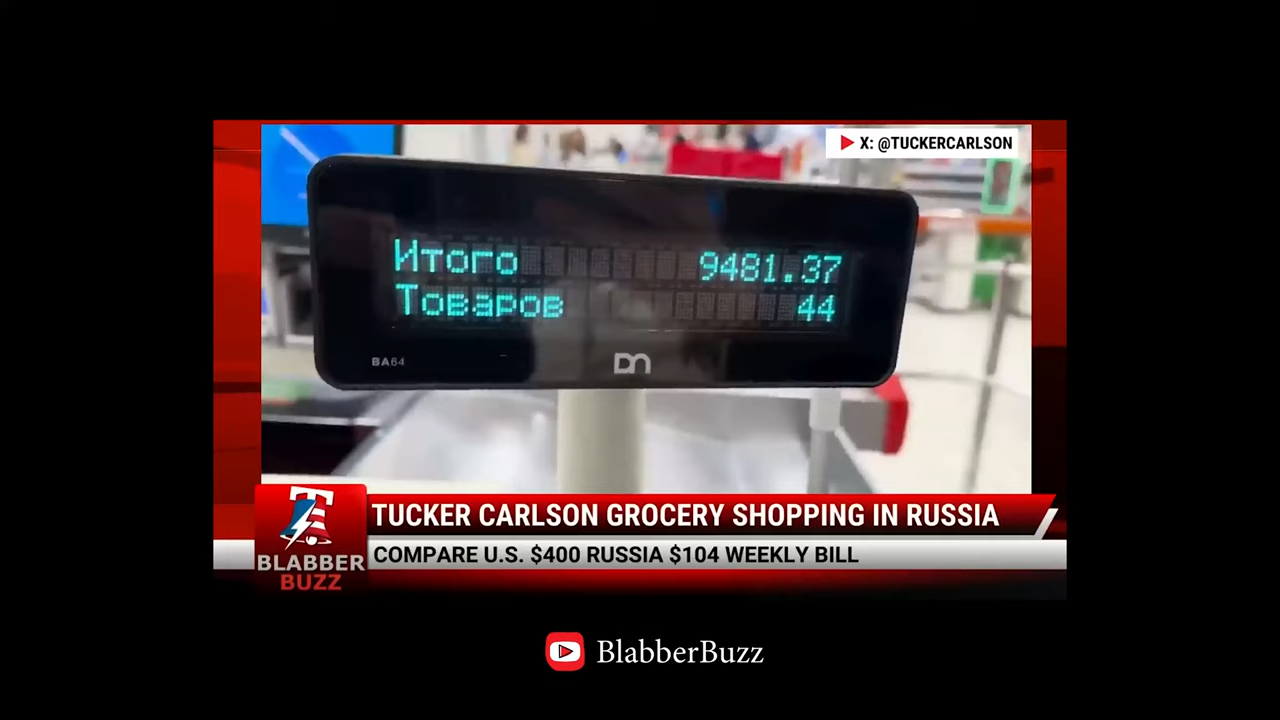 X: @TUCKERCARLSON
Итого 9481.37
Товаров 44
BA64
DN
TUCKER CARLSON GROCERY SHOPPING IN RUSSIA
COMPARE U.S. $400 RUSSIA $104 WEEKLY BILL
BLABBER
BUZZ
BlabberBuzz